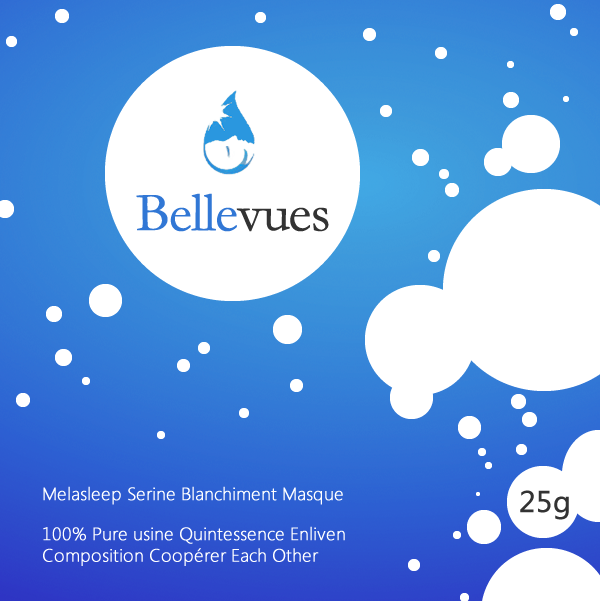 Bellevues
Melasleep Serine Blanchiment Masque
25g
100% Pure usine Quintessence Enliven
Composition Coopérer Each Other